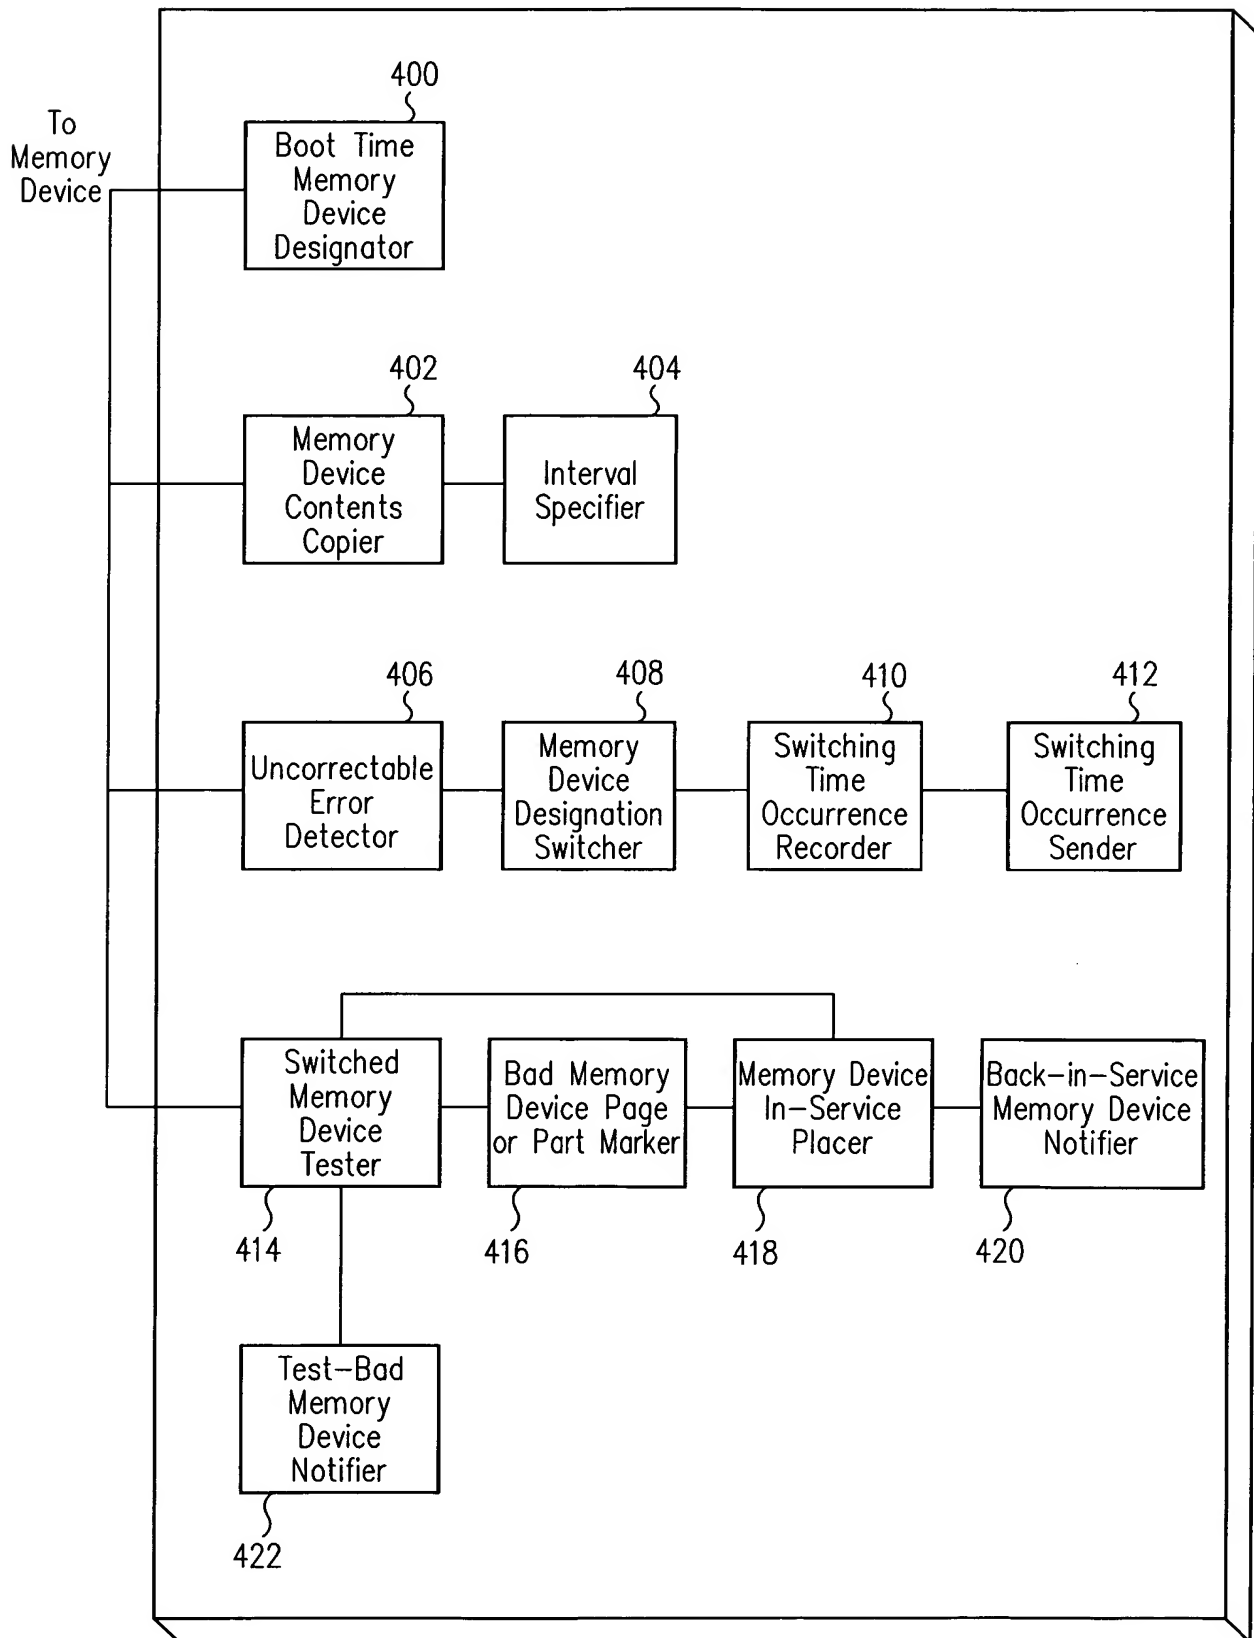 400
To
Memory
Device
Boot Time
Memory
Device
Designator
402
404
Memory
Device
Contents
Copier
Interval
Specifier
406
408
410
412
Uncorrectable
Error
Detector
Memory
Device
Designation
Switcher
Switching
Time
Occurrence
Recorder
Switching
Time
Occurrence
Sender
Switched
Memory
Device
Tester
Bad Memory
Device Page
or Part Marker
Memory Device
In-Service
Placer
Back-in-Service
Memory Device
Notifier
414
416
418
420
Test-Bad
Memory
Device
Notifier
422